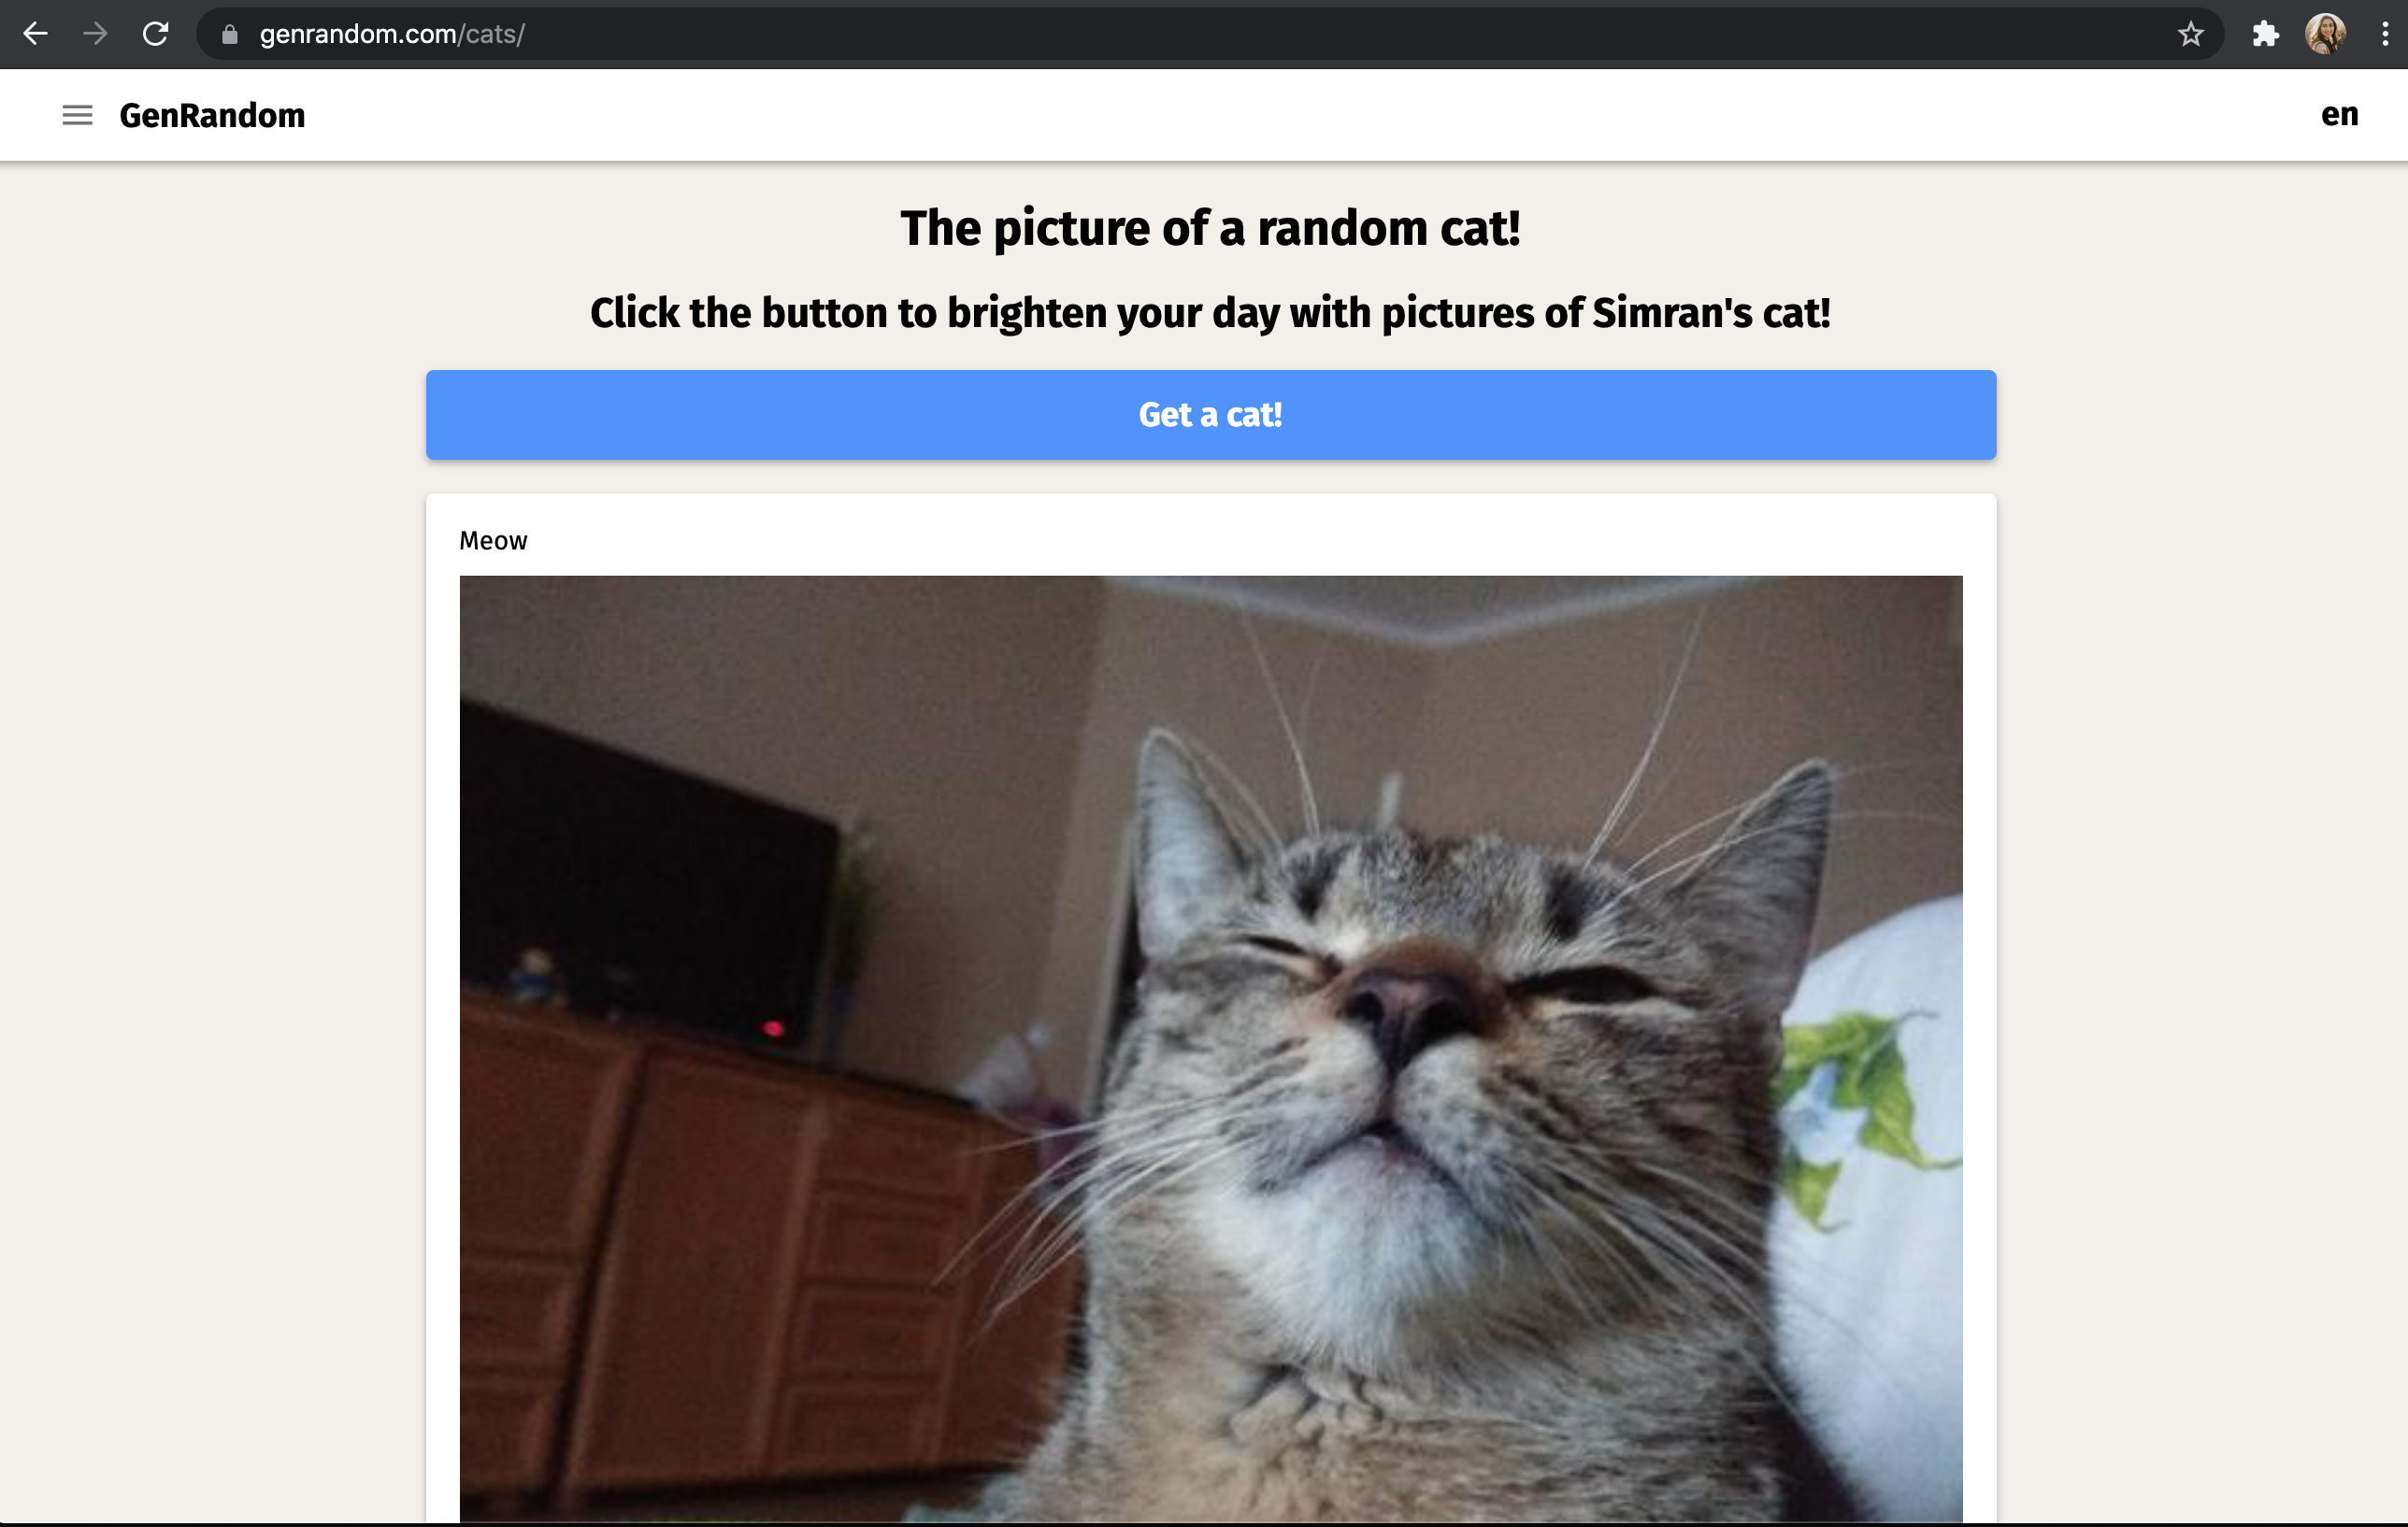 genrandom.com/cats/
GenRandom
en
The picture of a random cat!
Click the button to brighten your day with pictures of Simran's cat!
Get a cat!
Meow